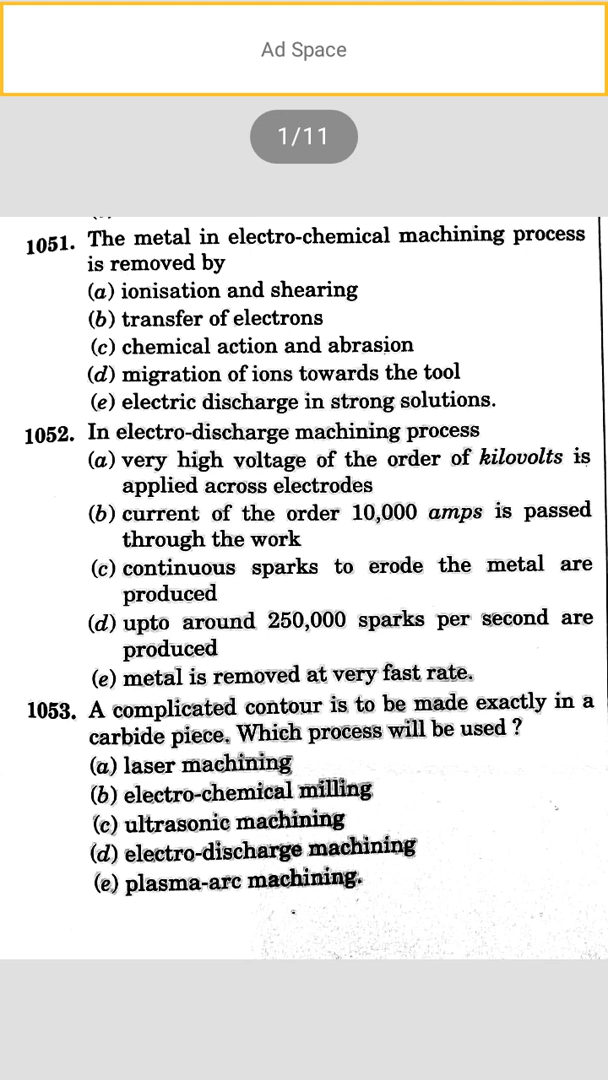 Ad Space
1/11
1051. The metal in electro-chemical machining process
is removed by
(a) ionisation and shearing
(b) transfer of electrons
(c) chemical action and abrasion
(d) migration of ions towards the tool
(e) electric discharge in strong solutions.
1052. In electro-discharge machining process
(a) very high voltage of the order of kilovolts is
applied across electrodes
(b) current of the order 10,000 amps is passed
through the work
(c) continuous sparks to erode the metal are
produced
(d) upto around 250,000 sparks per second are
produced
(e) metal is removed at very fast rate.
1053. A complicated contour is to be made exactly in a
carbide piece. Which process will be used ?
(a) laser machining
(b) electro-chemical milling
(c) ultrasonic machining
(d) electro-discharge machining
(e) plasma-arc machining.